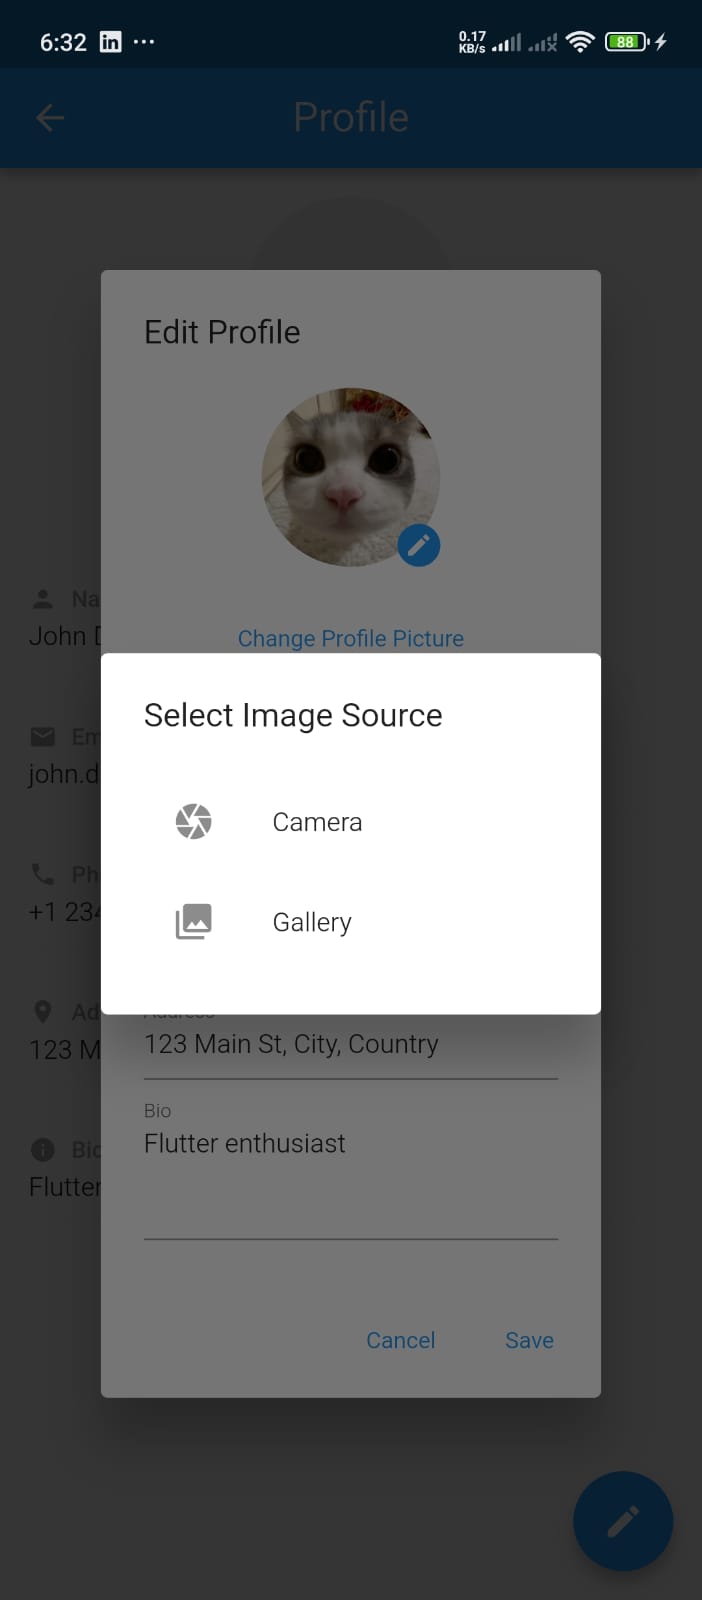 6:32
0.17
KB/s
88
Profile
Edit Profile
Change Profile Picture
Select Image Source
Camera
Gallery
Na
John
Em
john.d
Ph
+1 234
Ad
123 M
Bio
Flutter
Address
123 Main St, City, Country
Bio
Flutter enthusiast
Cancel
Save